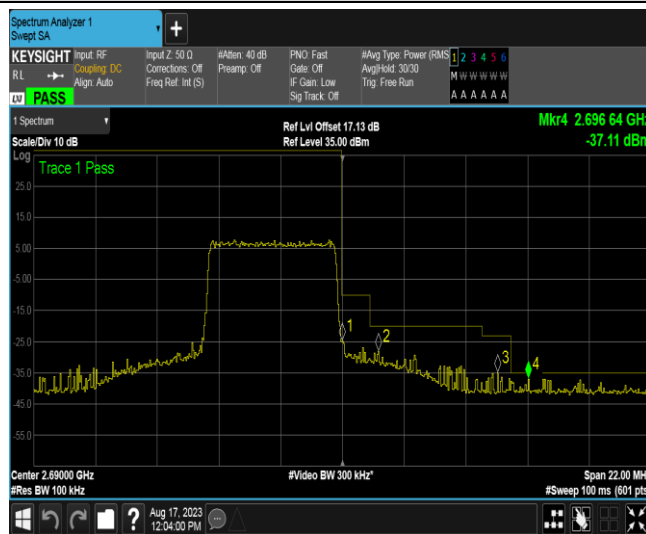 Spectrum Analyzer 1
Swept SA
KEYSIGHT
RL
LXI PASS
Input: RF
Coupling: DC
Align: Auto
Input Z: 50 Ω
Corrections: Off
Freq Ref: Int (S)
#Atten: 40 dB
Preamp: Off
PNO: Fast
Gate: Off
IF Gain: Low
Sig Track: Off
#Avg Type: Power (RMS
Avg|Hold: 30/30
Trig: Free Run
1 2 3 4 5 6
M W W W W W
A A A A A A
1 Spectrum
Scale/Div 10 dB
Ref Lvl Offset 17.13 dB
Ref Level 35.00 dBm
Mkr4 2.696 64 GHz
-37.11 dBm
Log
Trace 1 Pass
25.0
15.0
5.00
-5.00
-15.0
-25.0
-35.0
-45.0
-55.0
1
2
3
4
Center 2.69000 GHz
#Res BW 100 kHz
#Video BW 300 kHz*
Span 22.00 MH
#Sweep 100 ms (601 pts
?
Aug 17, 2023
12:04:00 PM